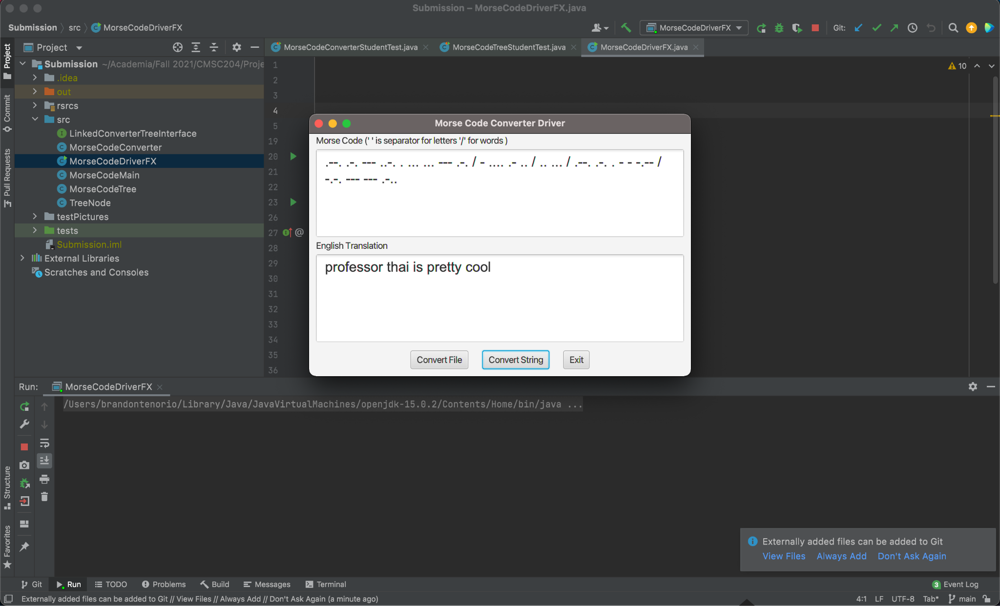 Submission – MorseCodeDriverFX.java
Submission src MorseCodeDriverFX
MorseCodeDriverFX
Git:
Project
MorseCodeConverterStudentTest.java
MorseCodeTreeStudentTest.java
MorseCodeDriverFX.java
Project
Commit
Pull Requests
Structure
Favorites
Submission ~/Academia/Fall 2021/CMSC204/Proje
.idea
out
rsrcs
src
LinkedConverterTreeInterface
MorseCodeConverter
MorseCodeDriverFX
MorseCodeMain
MorseCodeTree
TreeNode
testPictures
tests
Submission.iml
External Libraries
Scratches and Consoles
1
2
3
4
5
19
20
21
22
23
26
27 @
28
29
30
31
32
33
34
35
36
10
Morse Code Converter Driver
Morse Code (' ' is separator for letters '/' for words )
.--. .-. --- ..-. . ... ... --- .-. / - .... .- .. / .. ... / .--. .-. . - - -.-- /
-.-. --- --- .-..
English Translation
professor thai is pretty cool
Convert File
Convert String
Exit
Run: MorseCodeDriverFX
/Users/brandontenorio/Library/Java/JavaVirtualMachines/openjdk-15.0.2/Contents/Home/bin/java ...
Externally added files can be added to Git
View Files Always Add Don't Ask Again
Git Run TODO Problems Build Messages Terminal
3 Event Log
Externally added files can be added to Git // View Files // Always Add // Don't Ask Again (a minute ago)
4:1 LF UTF-8 Tab* main